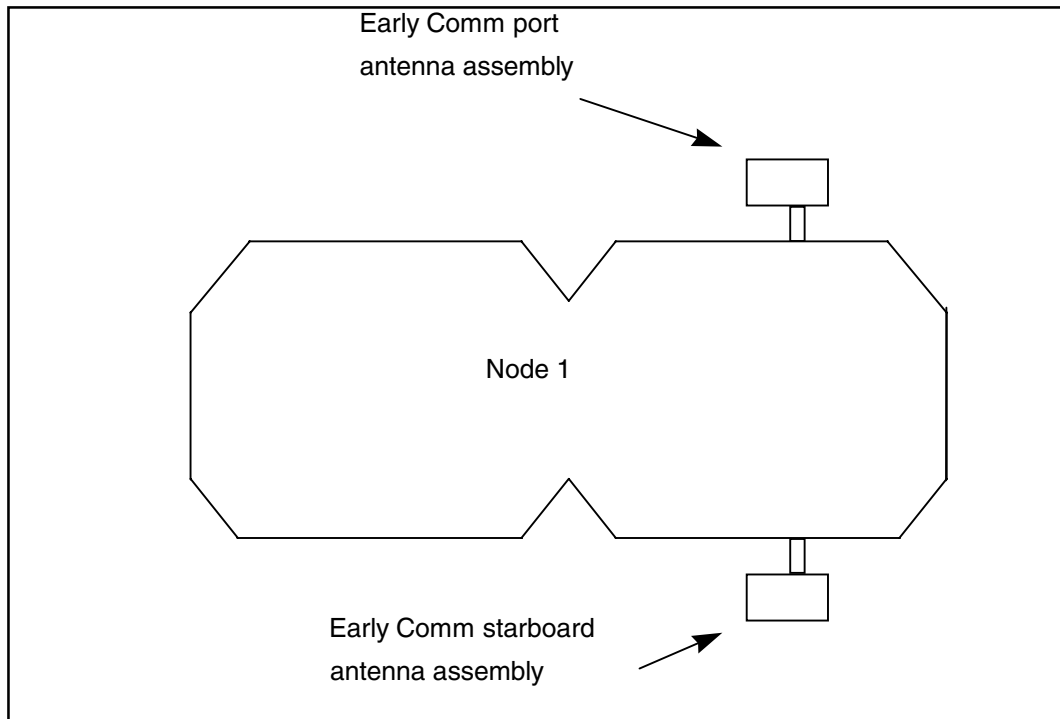 Early Comm port
antenna assembly
Node 1
Early Comm starboard
antenna assembly